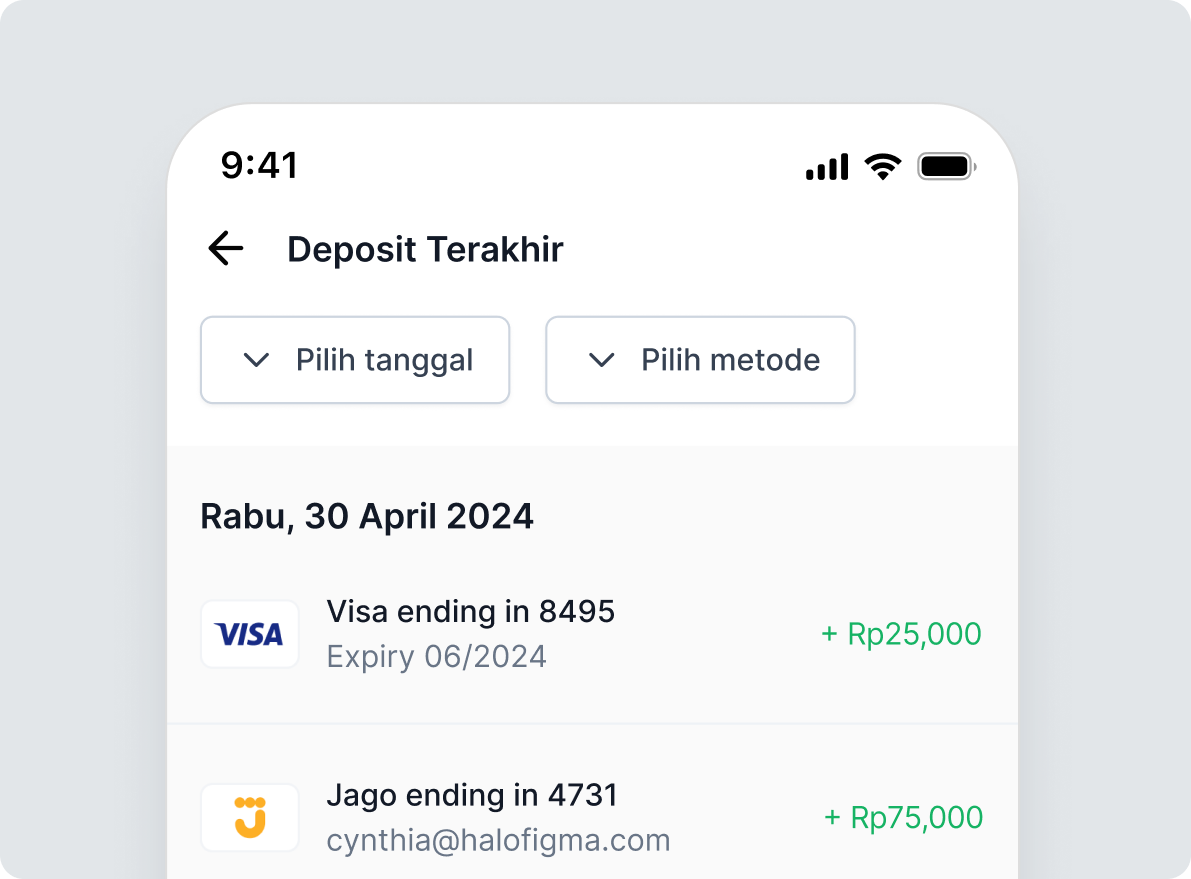 9:41
Deposit Terakhir
Pilih tanggal
Pilih metode
Rabu, 30 April 2024
VISA
Visa ending in 8495
Expiry 06/2024
+ Rp25,000
Jago ending in 4731
cynthia@halofigma.com
+ Rp75,000